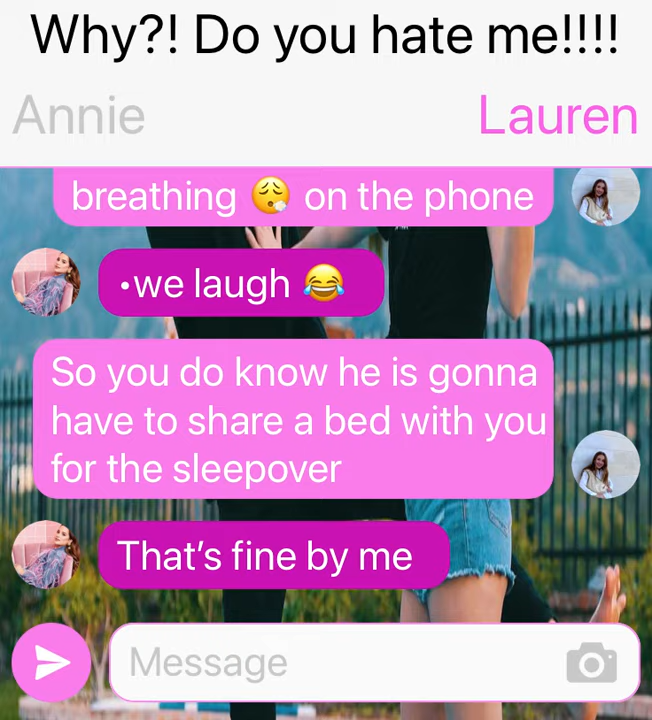 Why?! Do you hate me!!!!
Annie
Lauren
breathing 😮‍💨 on the phone
•we laugh 😂
So you do know he is gonna
have to share a bed with you
for the sleepover
That's fine by me
Message